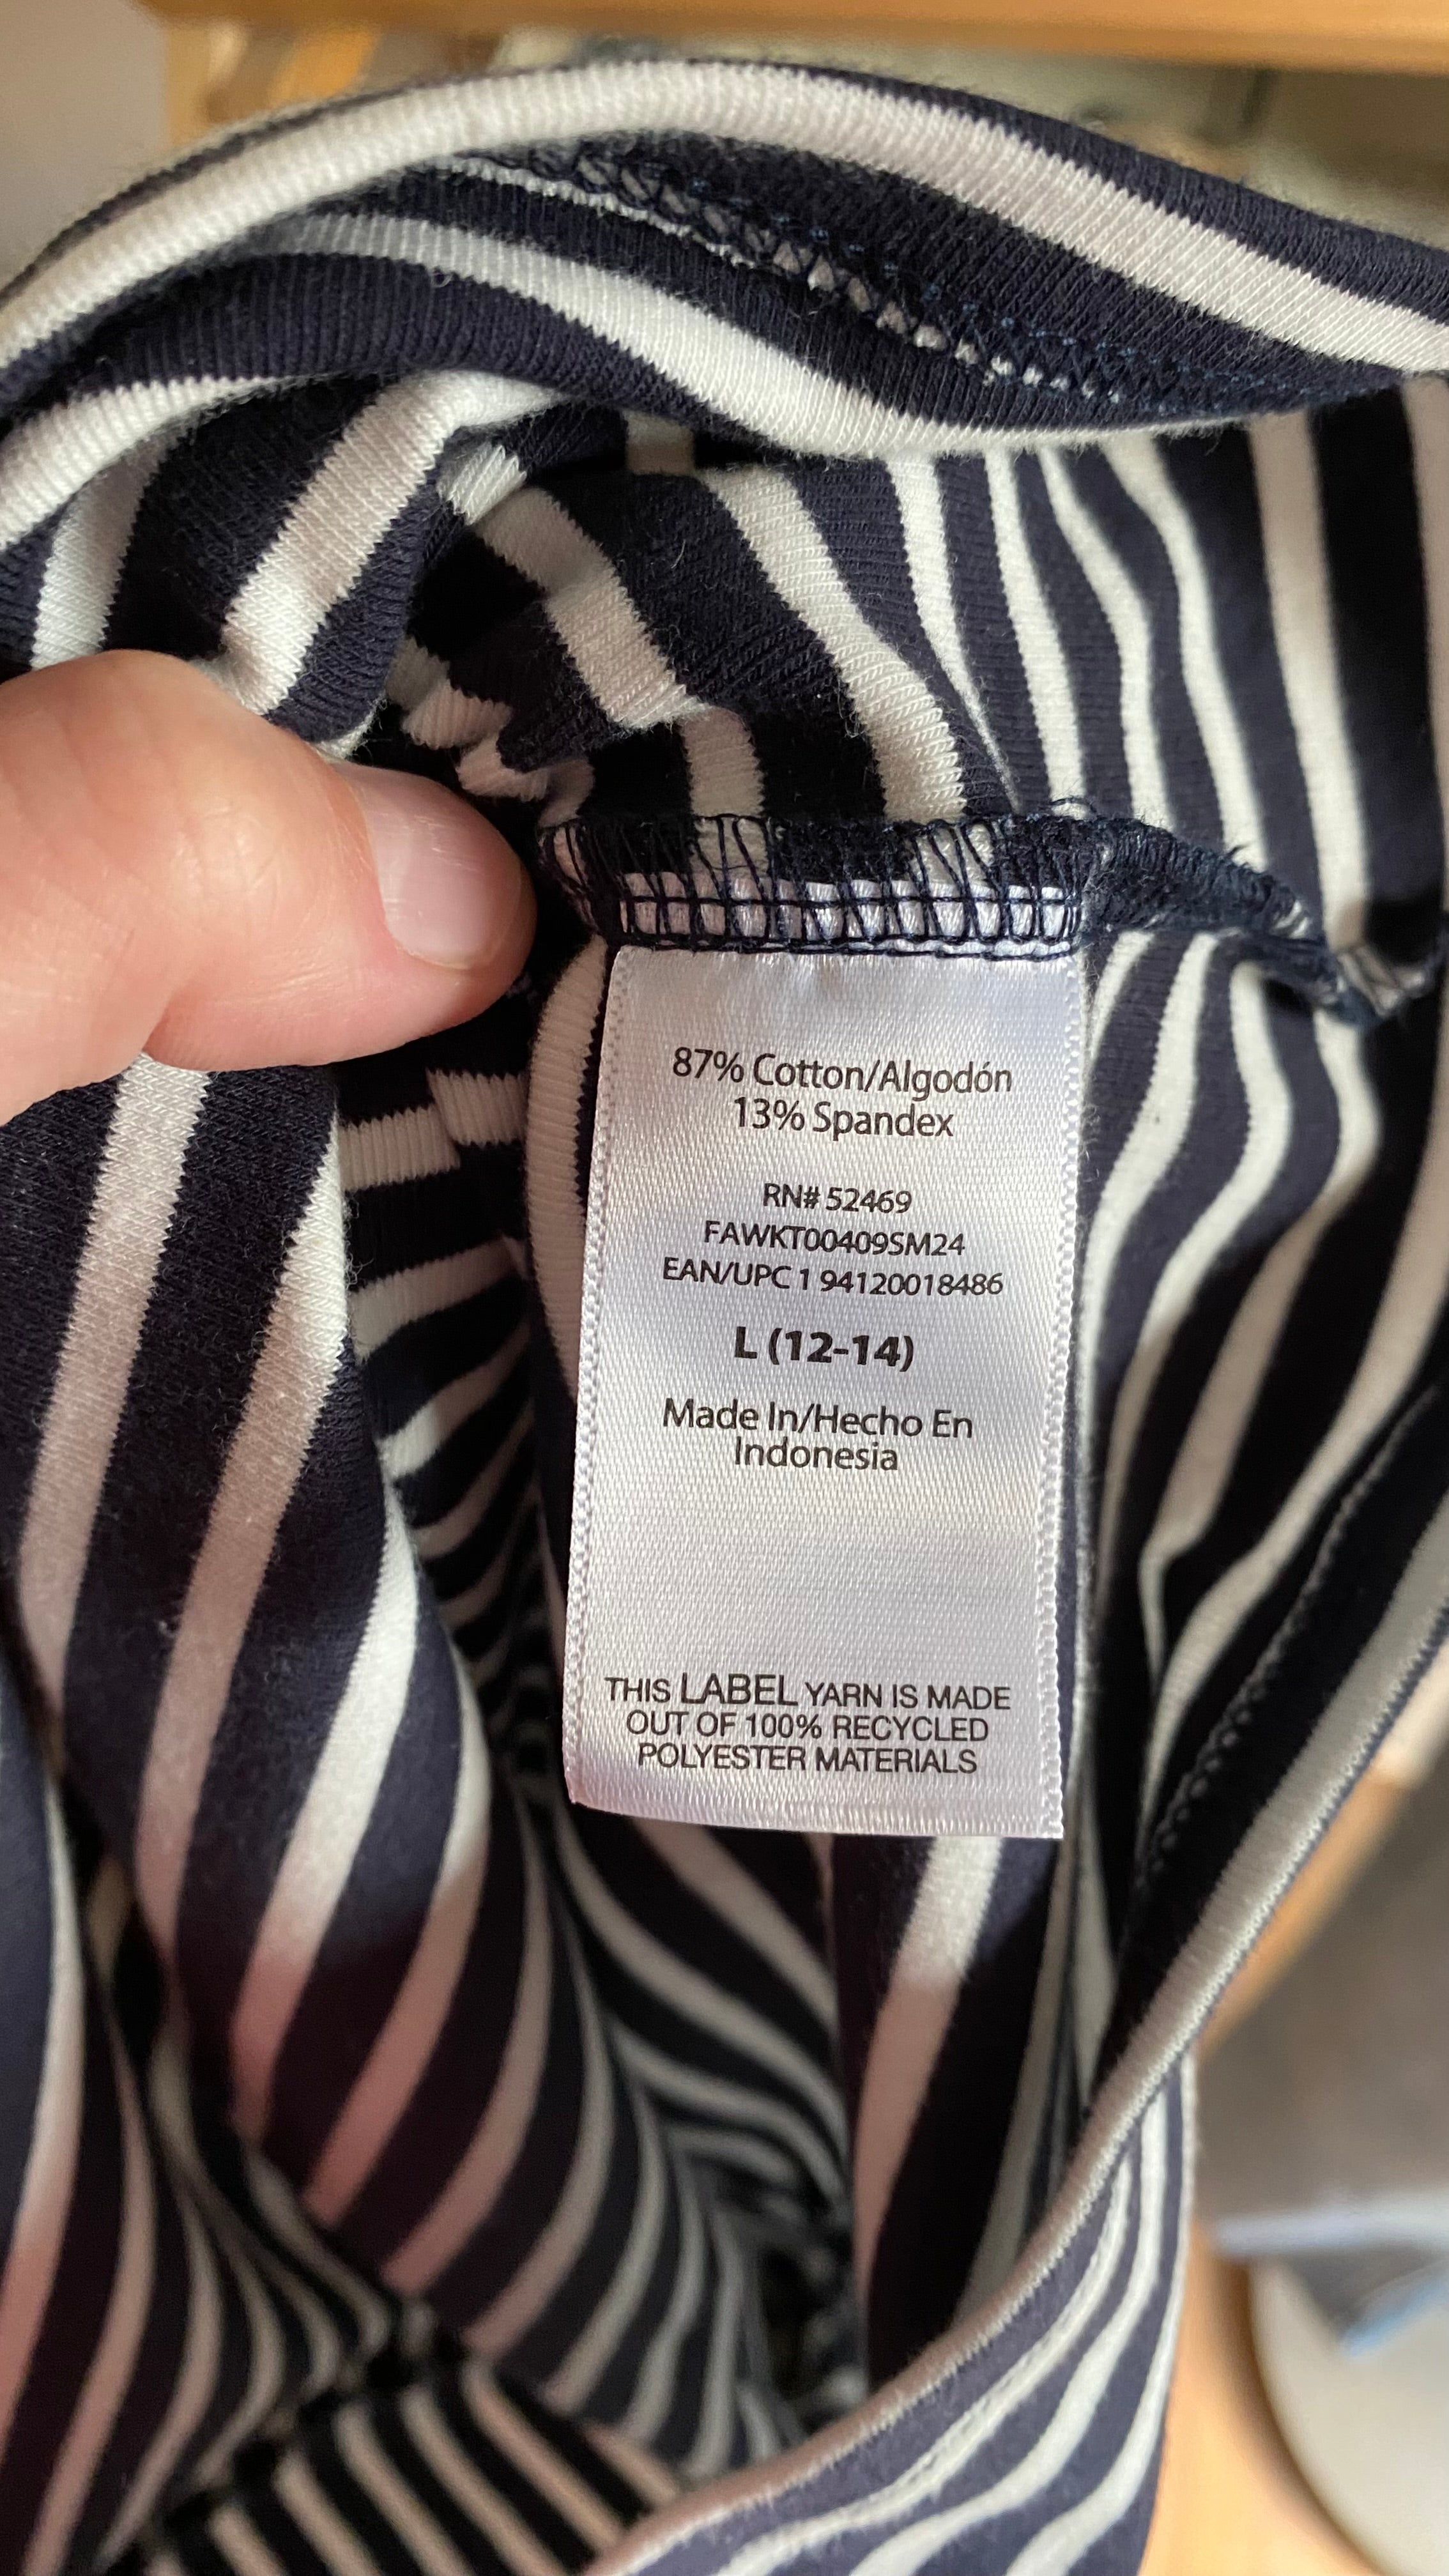 87% Cotton/Algodón
13% Spandex
RN# 52469
FAWKT00409SM24
EAN/UPC 1 94120018486
L (12-14)
Made In/Hecho En
Indonesia
THIS LABEL YARN IS MADE
OUT OF 100% RECYCLED
POLYESTER MATERIALS